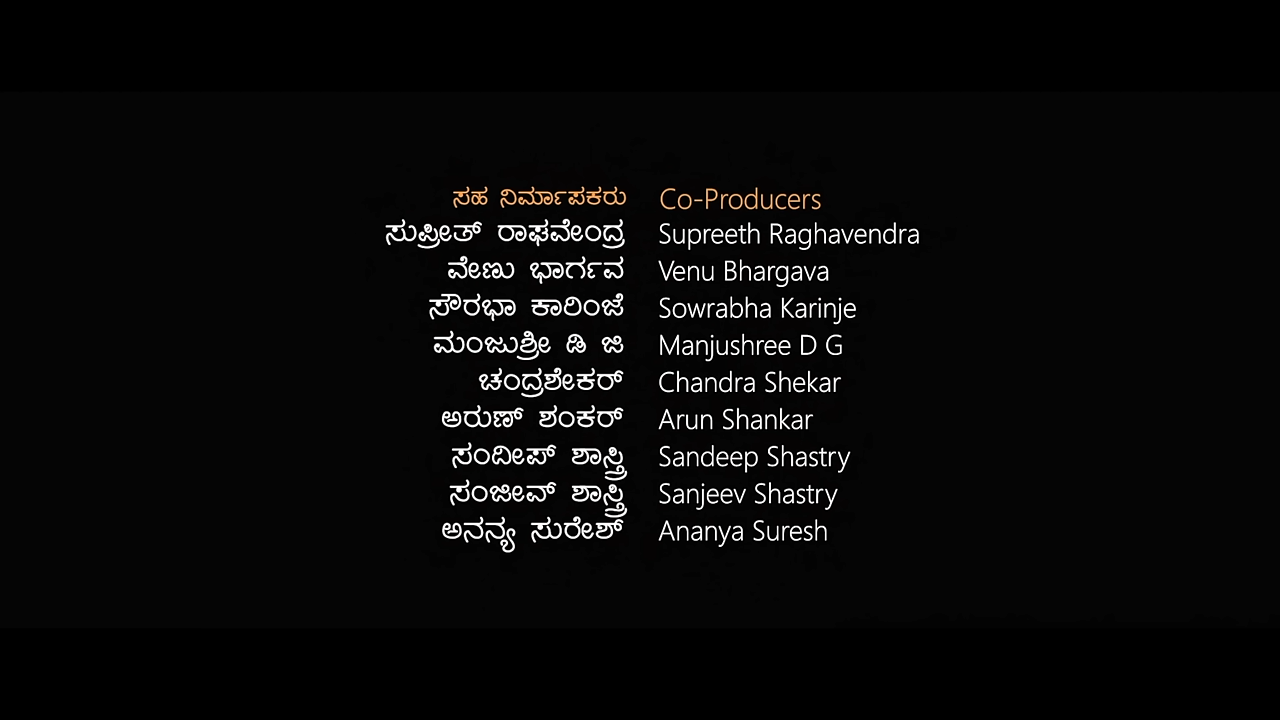 ಸಹ ನಿರ್ಮಾಪಕರು Co-Producers
ಸುಪ್ರೀತ್ ರಾಘವೇಂದ್ರ Supreeth Raghavendra
ವೇಣು ಭಾರ್ಗವ Venu Bhargava
ಸೌರಭಾ ಕಾರಿಂಜೆ Sowrabha Karinje
ಮಂಜುಶ್ರೀ ಡಿ ಜಿ Manjushree D G
ಚಂದ್ರಶೇಕರ್ Chandra Shekar
ಅರುಣ್ ಶಂಕರ್ Arun Shankar
ಸಂದೀಪ್ ಶಾಸ್ತ್ರಿ Sandeep Shastry
ಸಂಜೀವ್ ಶಾಸ್ತ್ರಿ Sanjeev Shastry
ಅನನ್ಯ ಸುರೇಶ್ Ananya Suresh